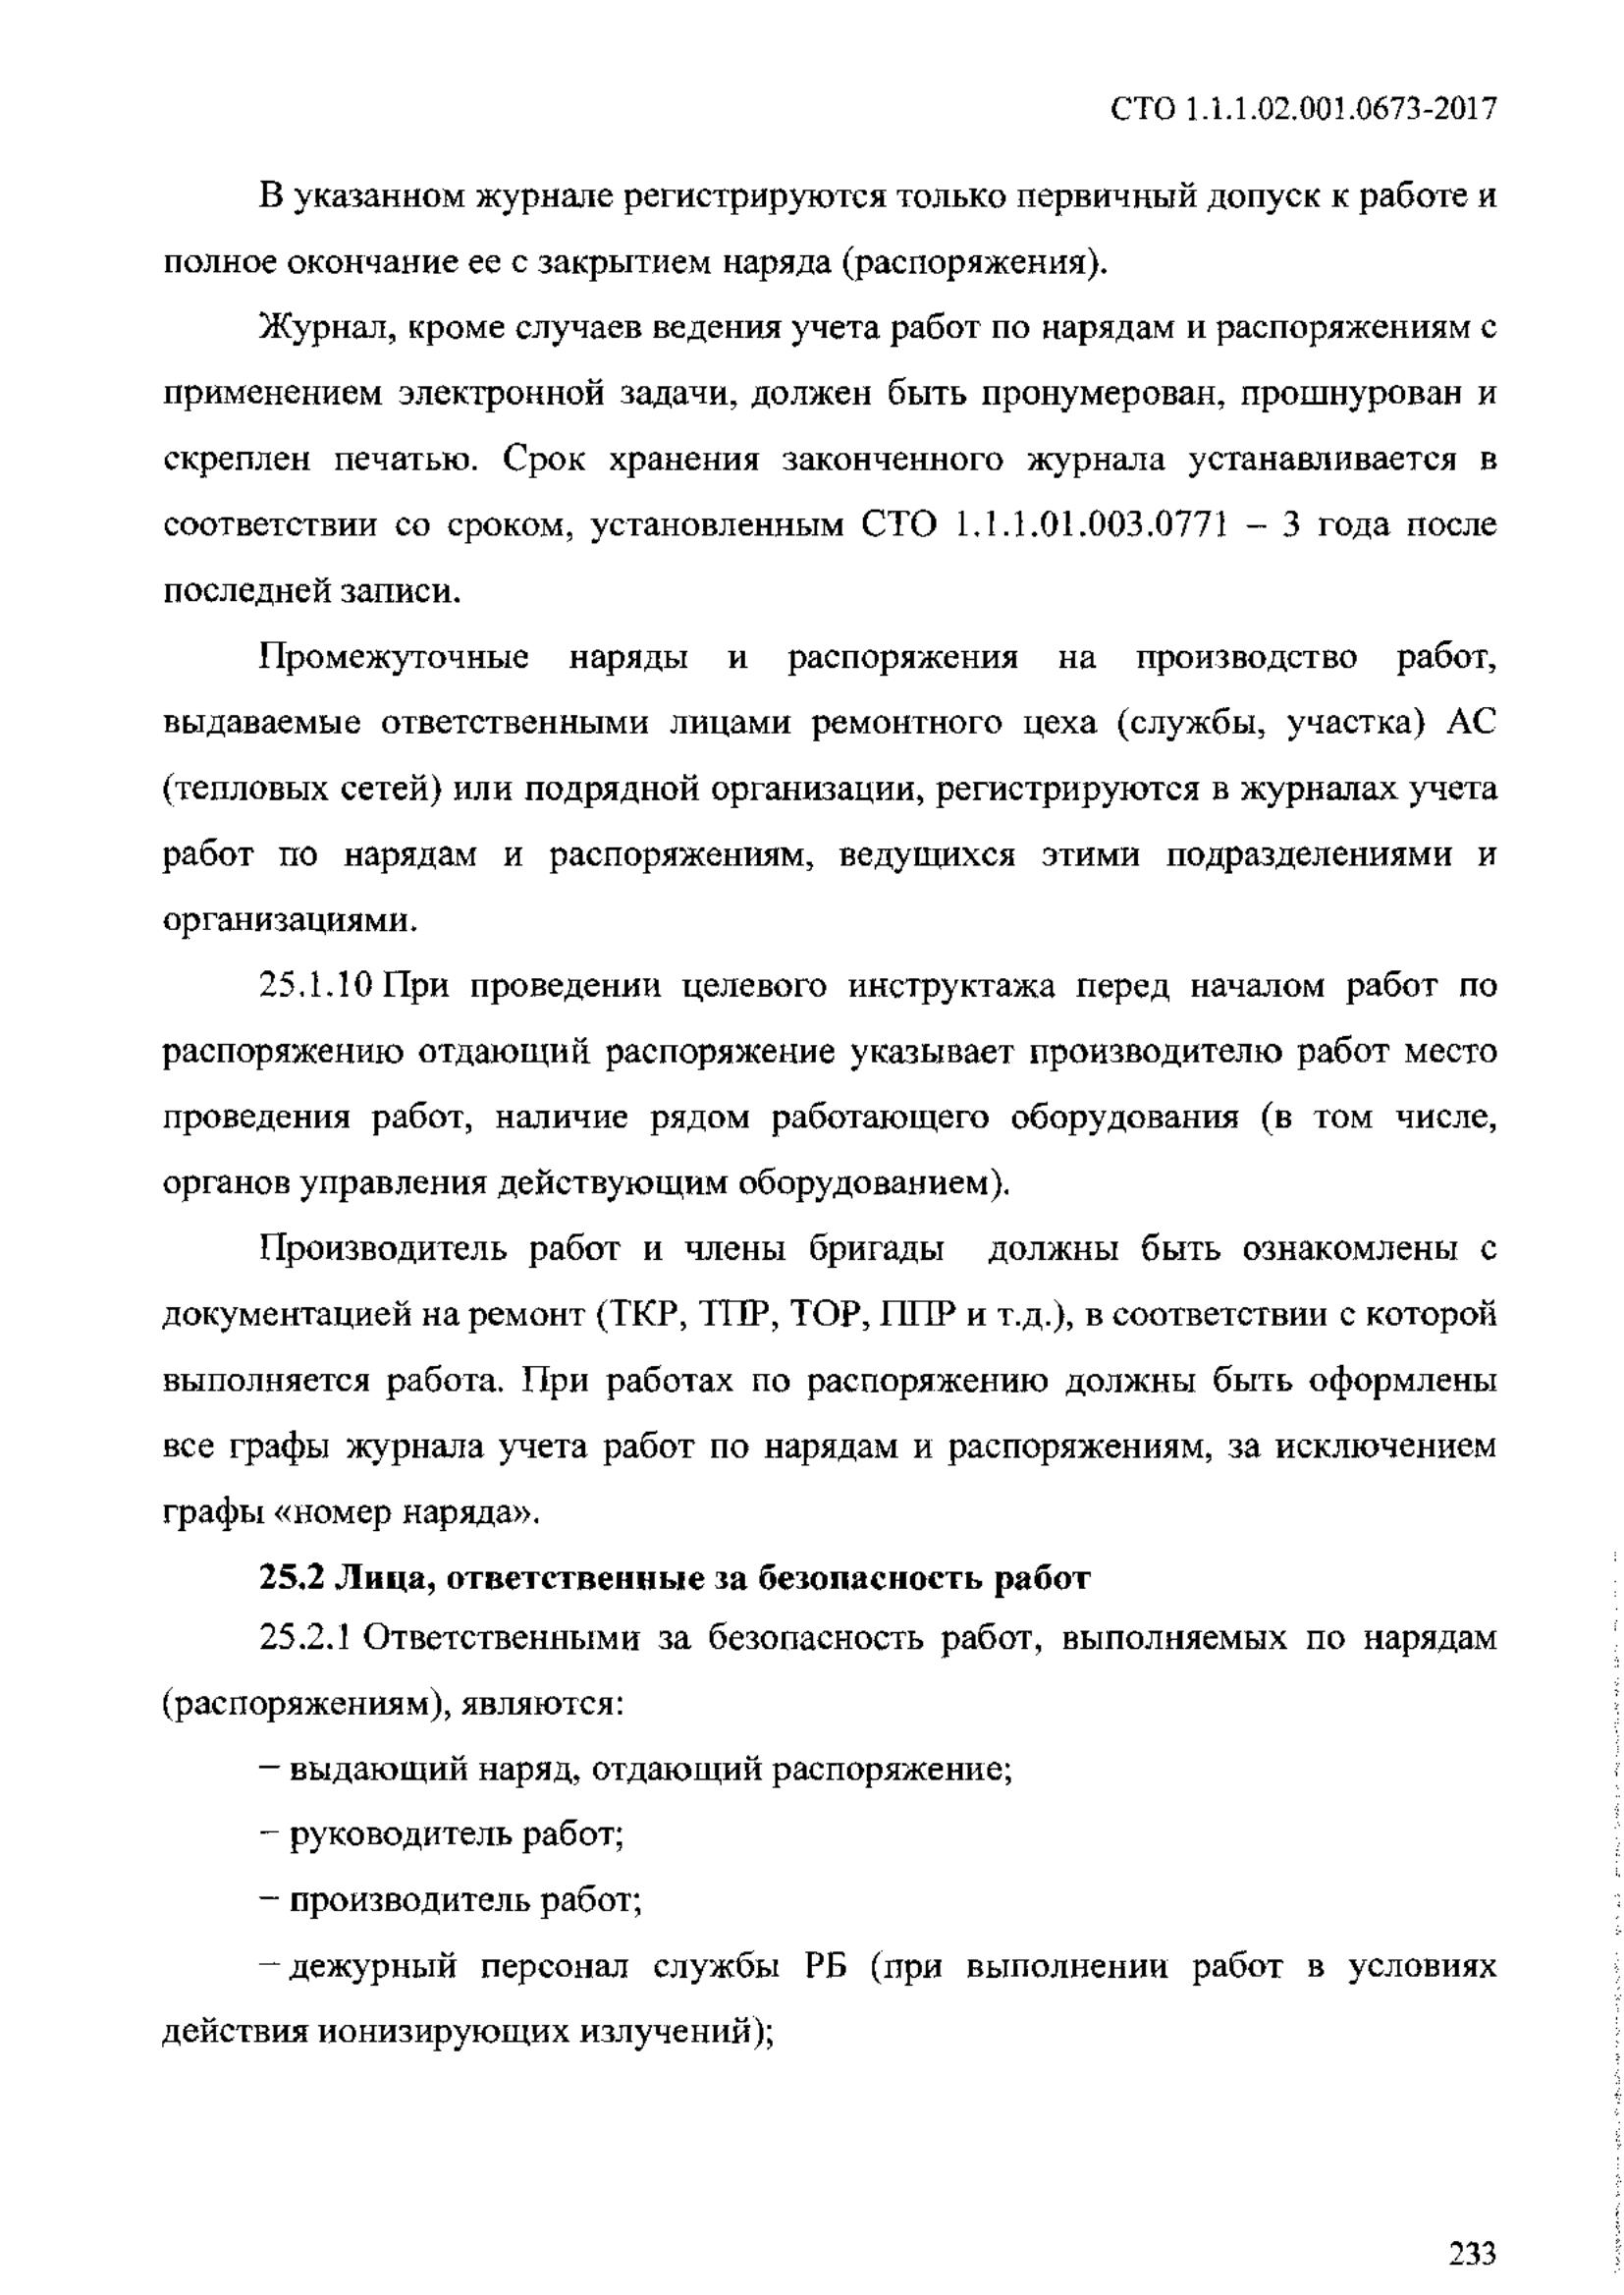 СТО 1.1.1.02.001.0673-2017
В указанном журнале регистрируются только первичный допуск к работе и
полное окончание ее с закрытием наряда (распоряжения).
Журнал, кроме случаев ведения учета работ по нарядам и распоряжениям с
применением электронной задачи, должен быть пронумерован, прошнурован и
скреплен печатью. Срок хранения законченного журнала устанавливается в
соответствии со сроком, установленным СТО 1.1.1.01.003.0771 – 3 года после
последней записи.
Промежуточные наряды и распоряжения на производство работ,
выдаваемые ответственными лицами ремонтного цеха (службы, участка) АС
(тепловых сетей) или подрядной организации, регистрируются в журналах учета
работ по нарядам и распоряжениям, ведущихся этими подразделениями и
организациями.
25.1.10 При проведении целевого инструктажа перед началом работ по
распоряжению отдающий распоряжение указывает производителю работ место
проведения работ, наличие рядом работающего оборудования (в том числе,
органов управления действующим оборудованием).
Производитель работ и члены бригады должны быть ознакомлены с
документацией на ремонт (ТКР, ТПР, ТОР, ППР и т.д.), в соответствии с которой
выполняется работа. При работах по распоряжению должны быть оформлены
все графы журнала учета работ по нарядам и распоряжениям, за исключением
графы «номер наряда».
25.2 Лица, ответственные за безопасность работ
25.2.1 Ответственными за безопасность работ, выполняемых по нарядам
(распоряжениям), являются:
– выдающий наряд, отдающий распоряжение;
– руководитель работ;
– производитель работ;
– дежурный персонал службы РБ (при выполнении работ в условиях
действия ионизирующих излучений);
233